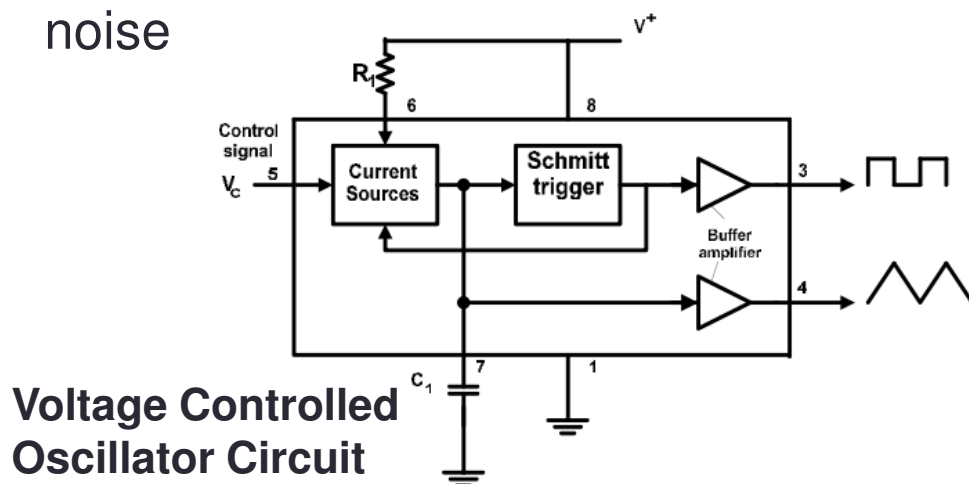 noise
V+
R1
6
8
Control
signal
5
VC
Current
Sources
Schmitt
trigger
3
Buffer
amplifier
4
7
1
C1
Voltage Controlled
Oscillator Circuit